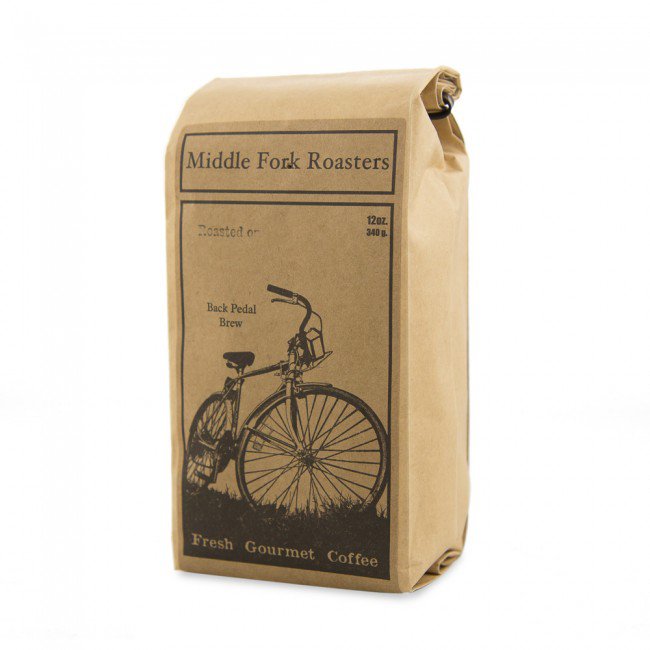 Middle Fork Roasters
12oz.
340 g.
Roasted on
Back Pedal
Brew
Fresh Gourmet Coffee